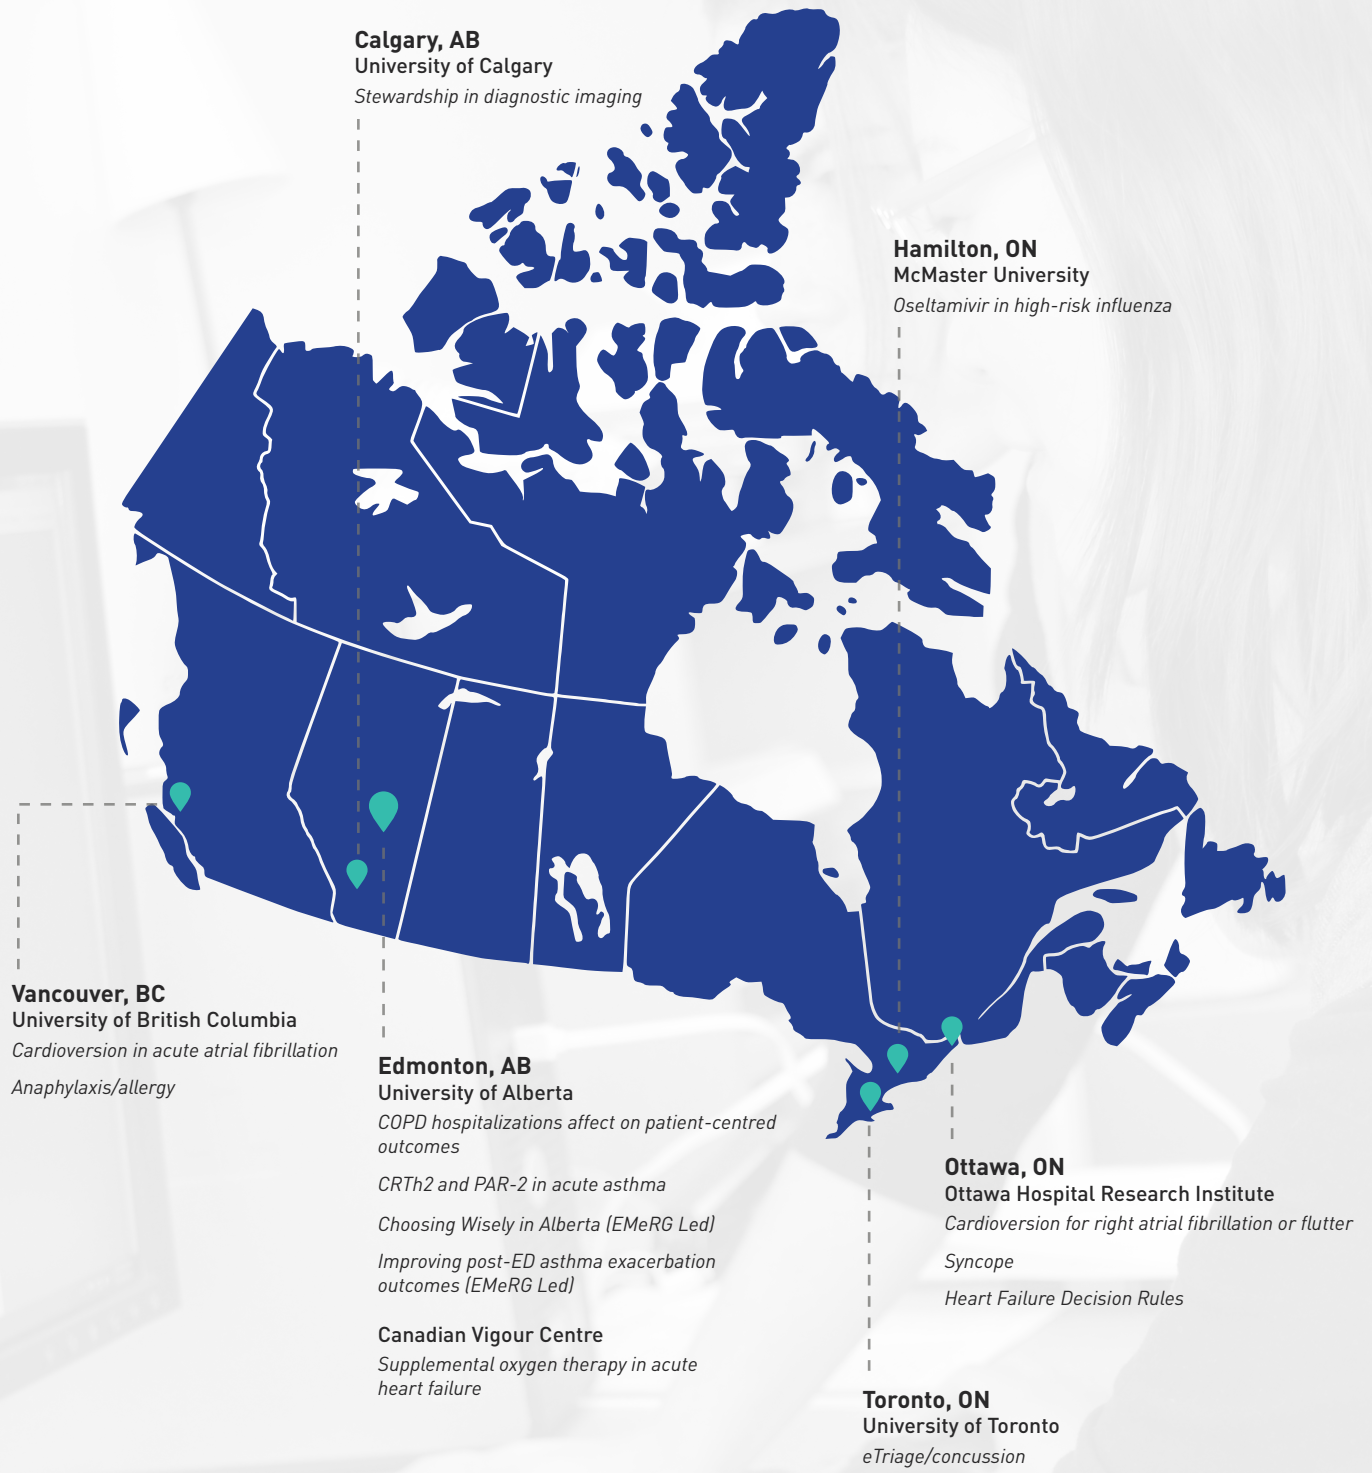 Calgary, AB
University of Calgary
Stewardship in diagnostic imaging
Hamilton, ON
McMaster University
Oseltamivir in high-risk influenza
Vancouver, BC
University of British Columbia
Cardioversion in acute atrial fibrillation
Anaphylaxis/allergy
Edmonton, AB
University of Alberta
COPD hospitalizations affect on patient-centred
outcomes
CRTh2 and PAR-2 in acute asthma
Choosing Wisely in Alberta (EMeRG Led)
Improving post-ED asthma exacerbation
outcomes (EMeRG Led)
Canadian Vigour Centre
Supplemental oxygen therapy in acute
heart failure
Ottawa, ON
Ottawa Hospital Research Institute
Cardioversion for right atrial fibrillation or flutter
Syncope
Heart Failure Decision Rules
Toronto, ON
University of Toronto
eTriage/concussion